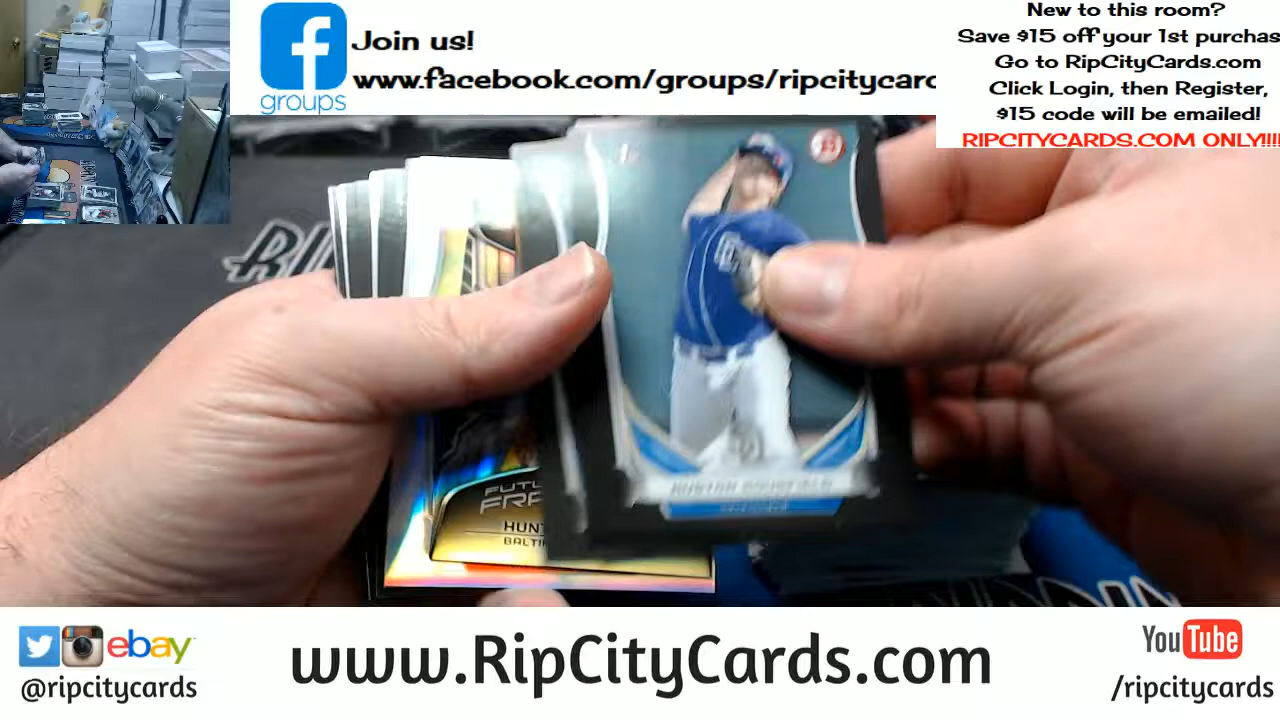 Join us!
www.facebook.com/groups/ripcitycarc
groups
New to this room?
Save $15 off your 1st purchas
Go to RipCityCards.com
Click Login, then Register,
$15 code will be emailed!
RIPCITYCARDS.COM ONLY!!!!
HUNT
ebay
@ripcitycards
www.RipCityCards.com
YouTube
/ripcitycards